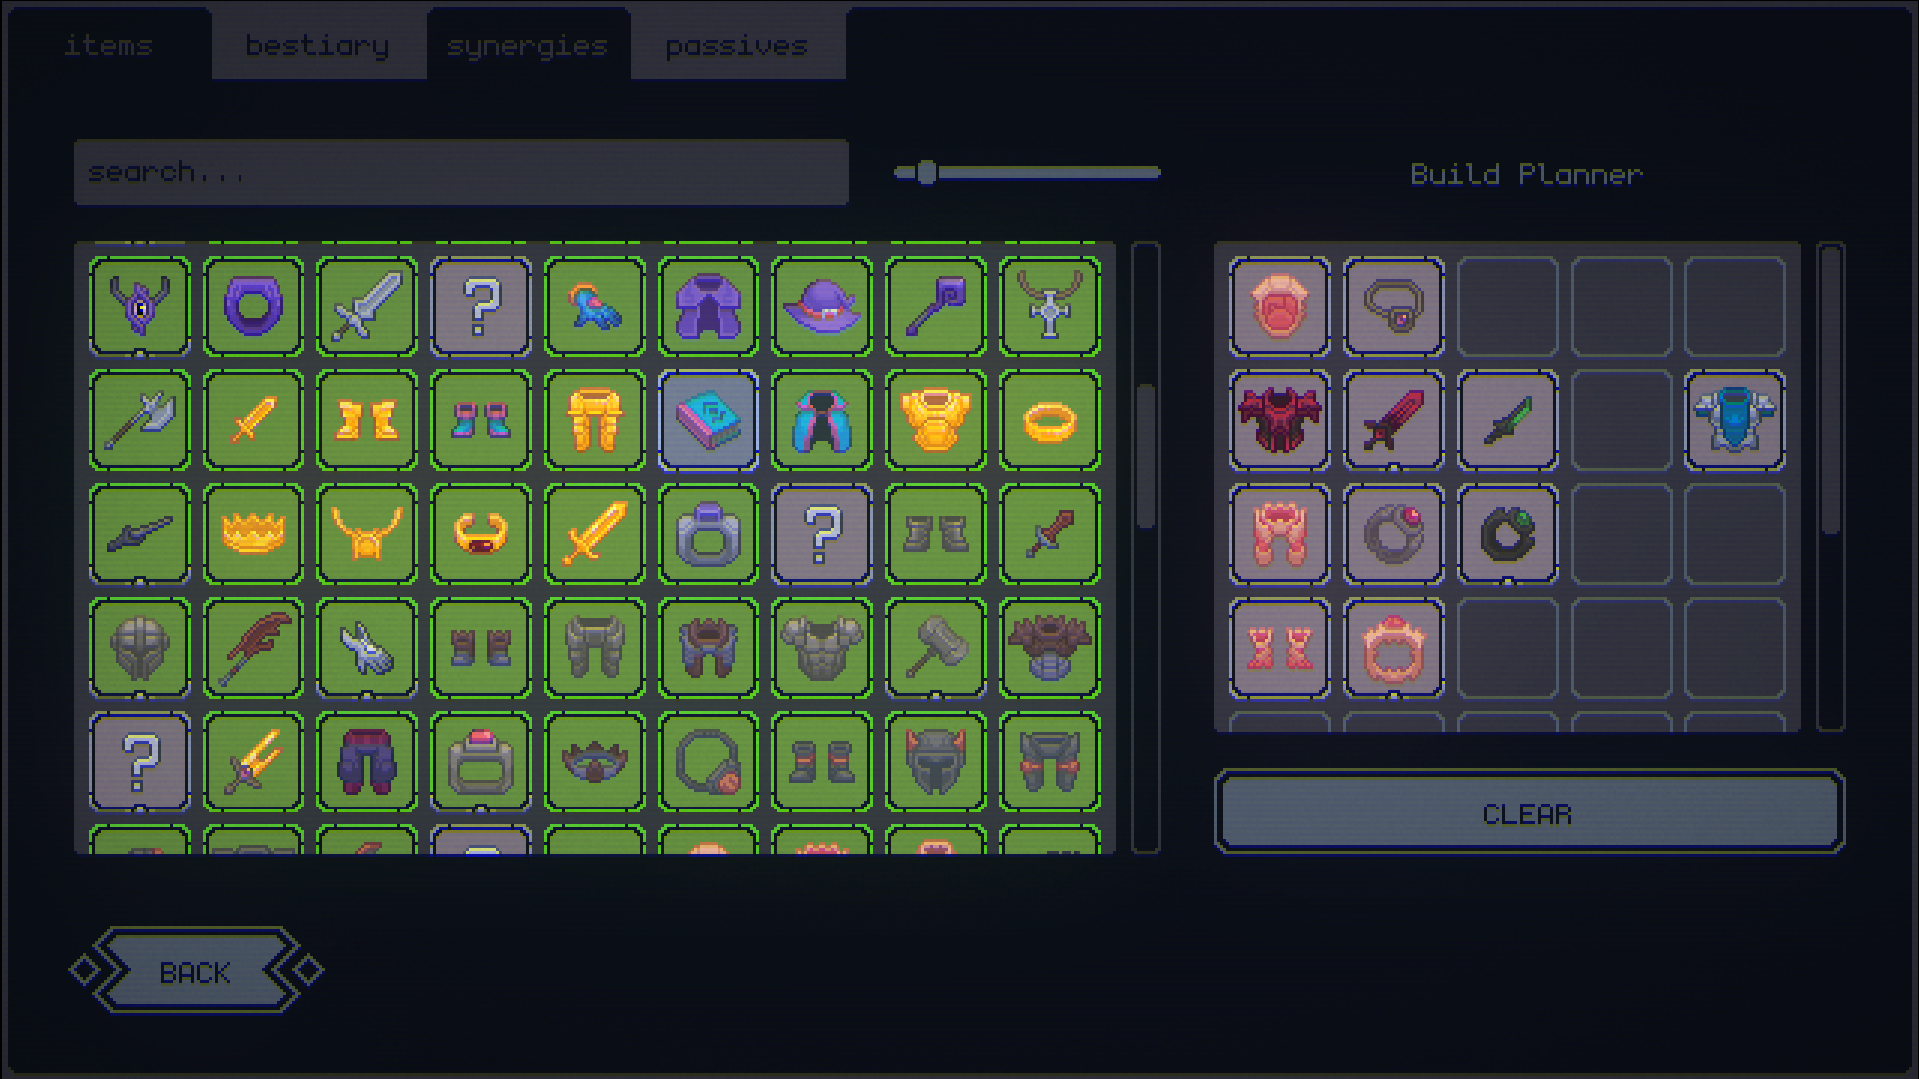 items
bestiary
synergies
passives
search...
Build Planner
?
?
?
CLEAR
BACK